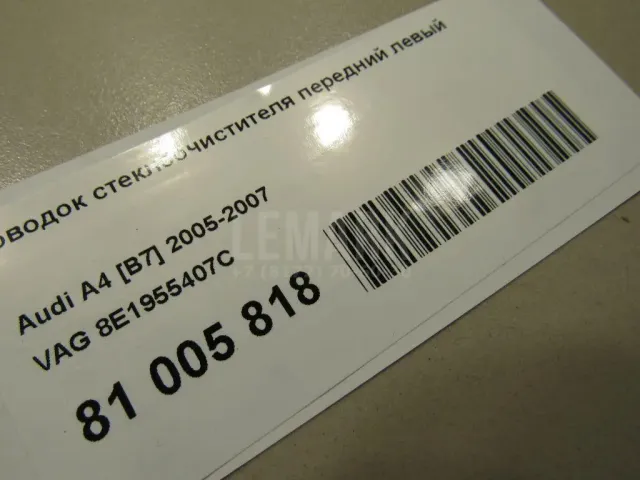 оводок стеклоочистителя передний левый
Audi A4 [B7] 2005-2007
VAG 8E1955407C
81 005 818